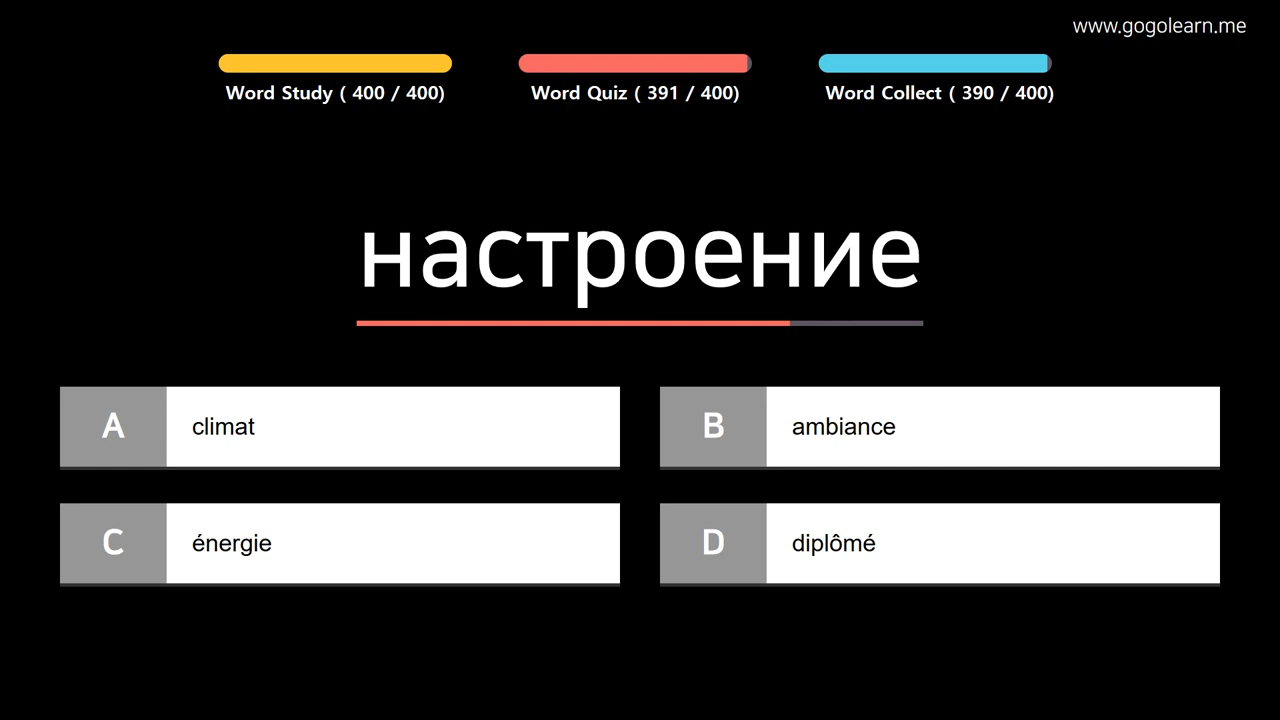 www.gogolearn.me
Word Study ( 400 / 400)
Word Quiz ( 391 / 400)
Word Collect ( 390 / 400)
настроение
A climat
B ambiance
C énergie
D diplômé